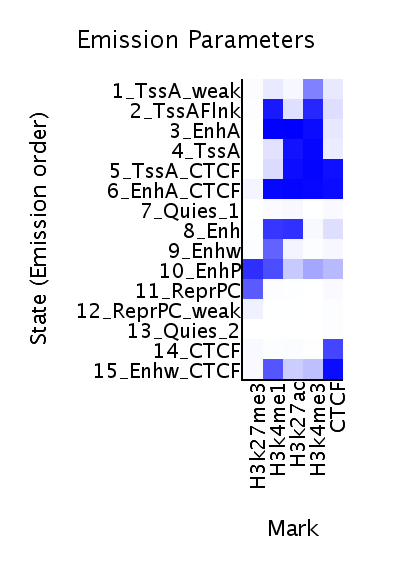 Emission Parameters
State (Emission order)
1_TssA_weak
2_TssAFlnk
3_EnhA
4_TssA
5_TssA_CTCF
6_EnhA_CTCF
7_Quies_1
8_Enh
9_Enhw
10_EnhP
11_ReprPC
12_ReprPC_weak
13_Quies_2
14_CTCF
15_Enhw_CTCF
H3k27me3
H3k4me1
H3k27ac
H3k4me3
CTCF
Mark